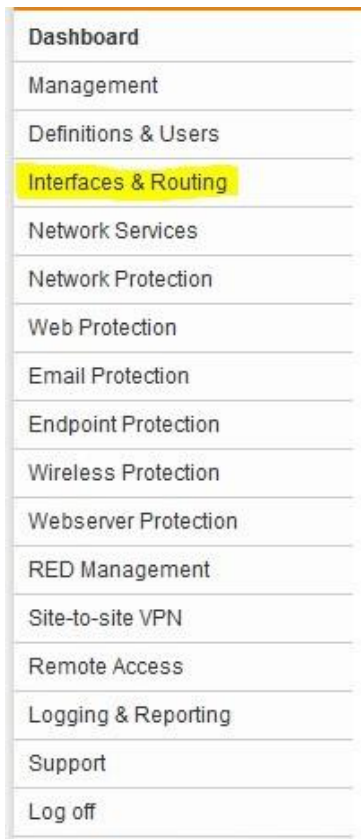 Dashboard
Management
Definitions & Users
Interfaces & Routing
Network Services
Network Protection
Web Protection
Email Protection
Endpoint Protection
Wireless Protection
Webserver Protection
RED Management
Site-to-site VPN
Remote Access
Logging & Reporting
Support
Log off